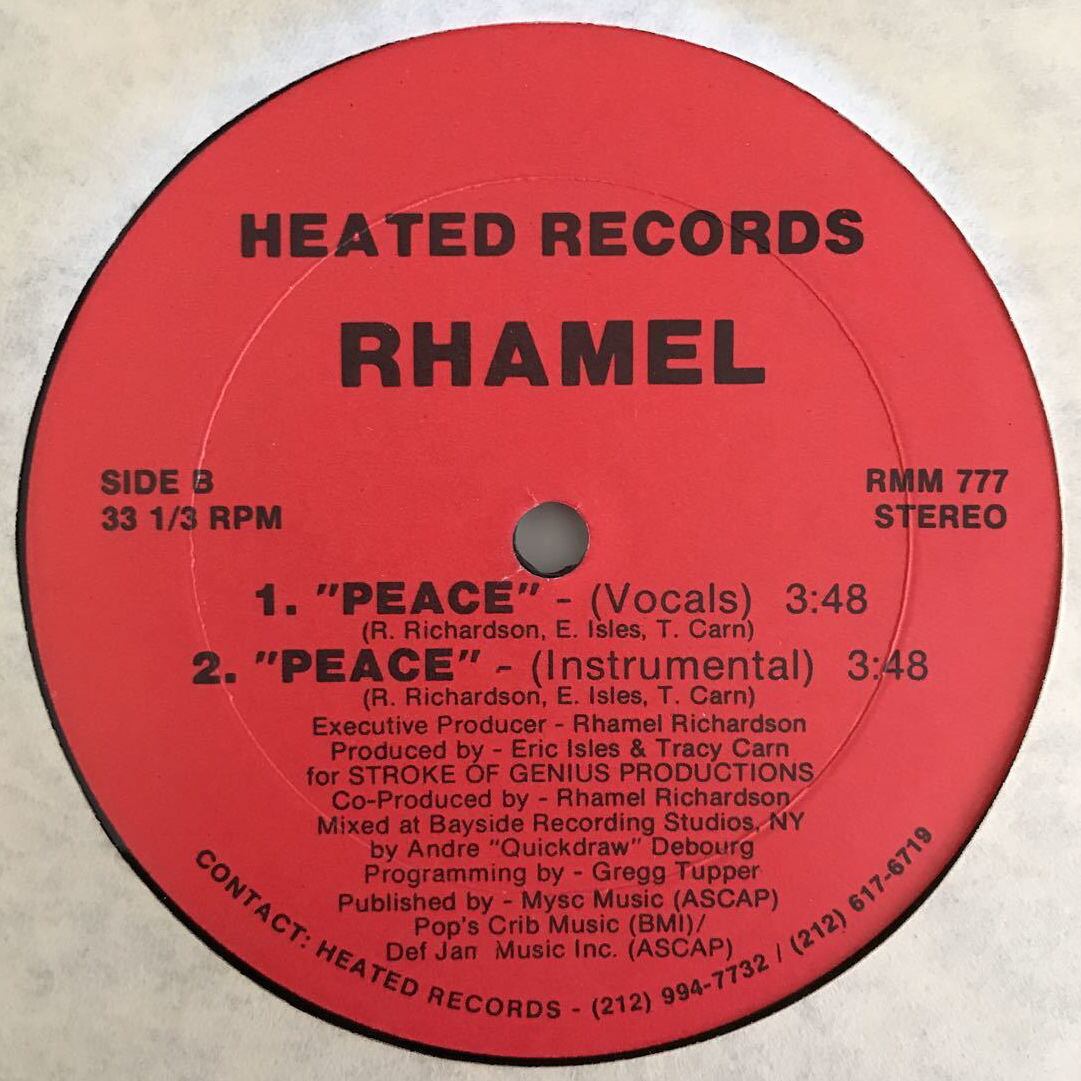 HEATED RECORDS
RHAMEL
SIDE B
33 1/3 RPM
RMM 777
STEREO
1. "PEACE" - (Vocals) 3:48
(R. Richardson, E. Isles, T. Carn)
2. "PEACE" - (Instrumental) 3:48
(R. Richardson, E. Isles, T. Carn)
Executive Producer - Rhamel Richardson
Produced by - Eric Isles & Tracy Carn
for STROKE OF GENIUS PRODUCTIONS
Co-Produced by - Rhamel Richardson
Mixed at Bayside Recording Studios, NY
by Andre "Quickdraw" Debourg
Programming by - Gregg Tupper
Published by - Mysc Music (ASCAP)
Pop's Crib Music (BMI)/
Def Jam Music Inc. (ASCAP)
CONTACT: HEATED RECORDS - (212) 994-7732 / (212) 617-6719